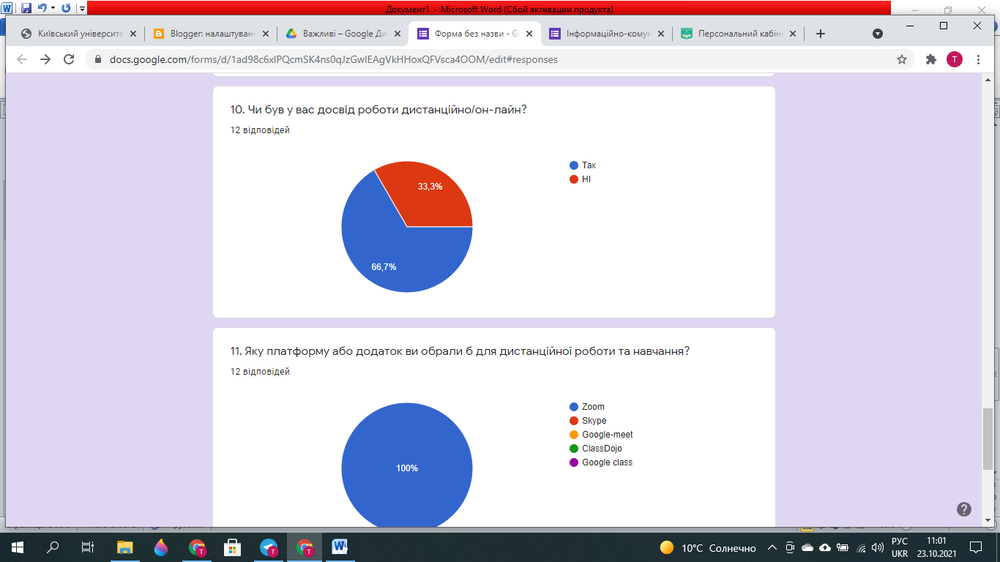 Документ1 - Microsoft Word (Сбой активации продукта)
Київський університе
Blogger: налаштуван
Важливі – Google Ди
Форма без назви - G
Інформаційно-комун
Персональний кабін
docs.google.com/forms/d/1ad98c6xlPQcmSK4ns0qJzGwlEAgVkHHoxQFVsca4OOM/edit#responses
T
10. Чи був у вас досвід роботи дистанційно/он-лайн?
12 відповідей
Так
НІ
33,3%
66,7%
11. Яку платформу або додаток ви обрали б для дистанційної роботи та навчання?
12 відповідей
Zoom
Skype
Google-meet
ClassDojo
Google class
100%
10°C Солнечно
РУС
UKR
11:01
23.10.2021